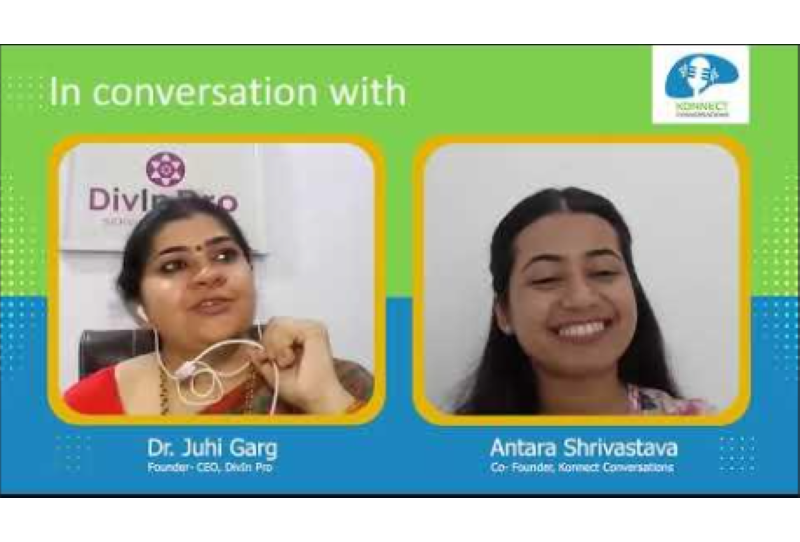 In conversation with
KONNECT
CONVERSATIONS
DivIn Pro
Dr. Juhi Garg
Founder- CEO, DivIn Pro
Antara Shrivastava
Co- Founder, Konnect Conversations